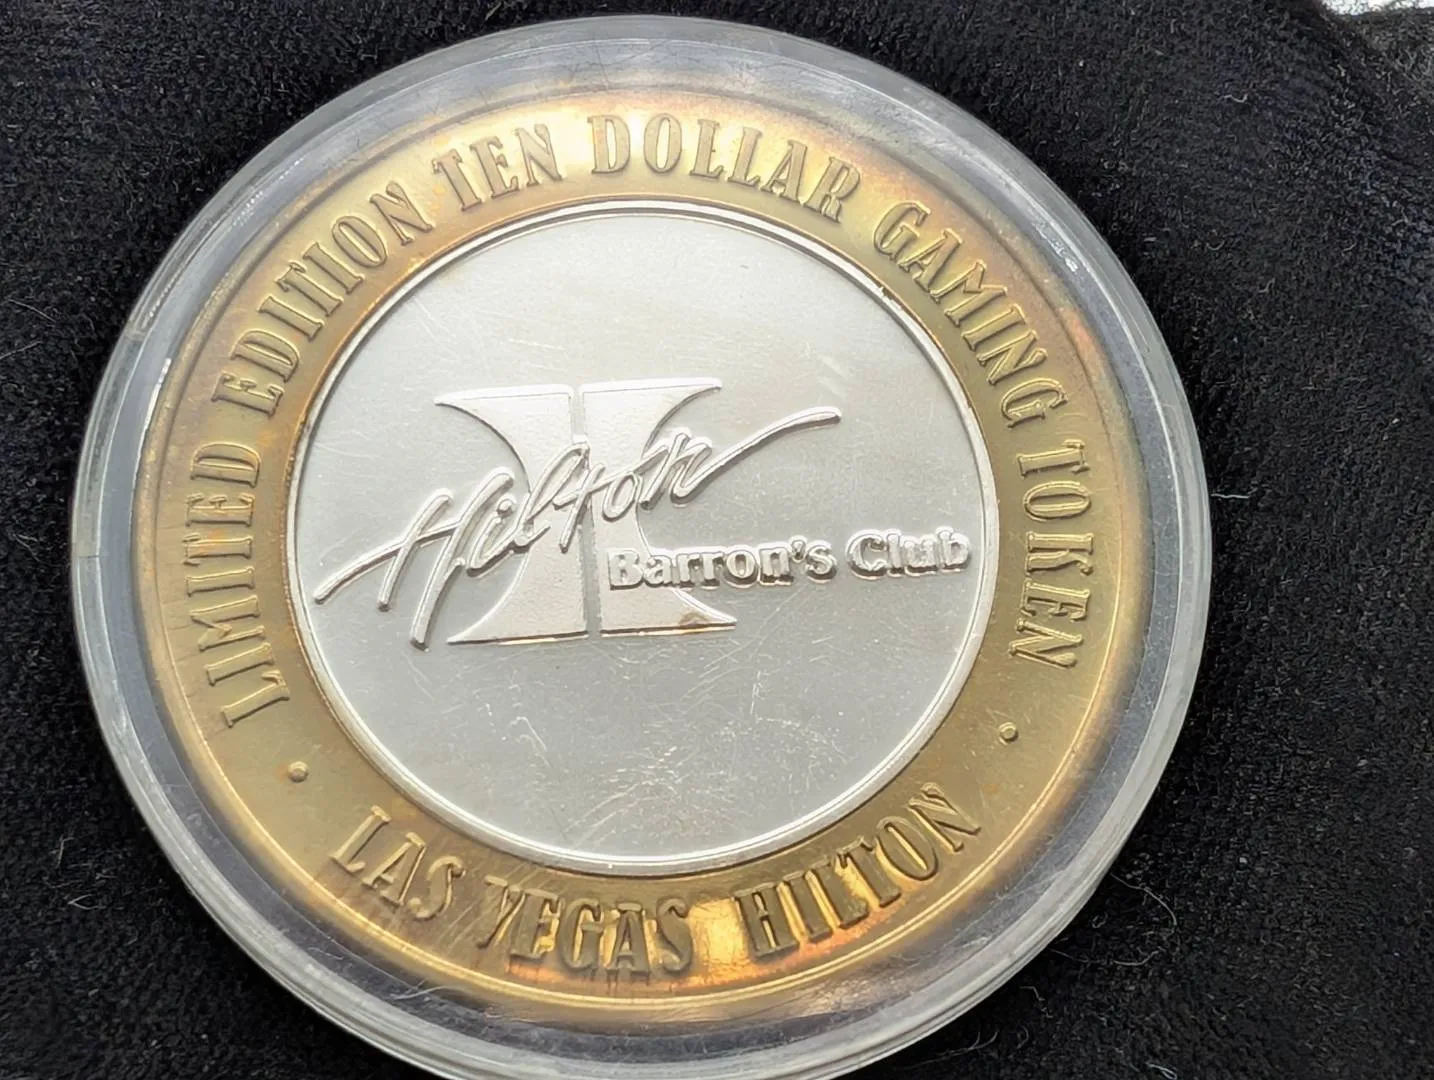 LIMITED EDITION TEN DOLLAR GAMING TOKEN
Hilton
Barron's Club
· LAS VEGAS HILTON ·